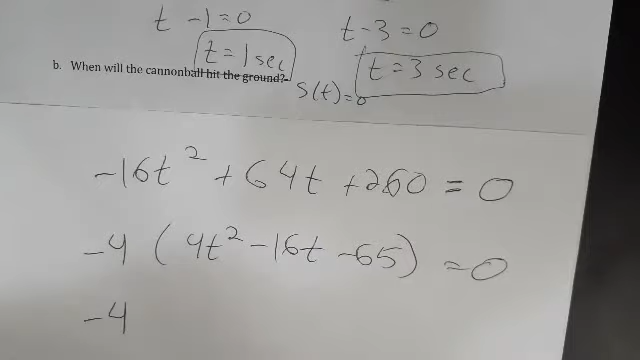 t - 1 = 0 t - 3 = 0
t = 1 sec t = 3 sec
b. When will the cannonball hit the ground? S(t) = 0
-16t² + 64t + 260 = 0
-4 (4t² - 16t - 65) = 0
-4